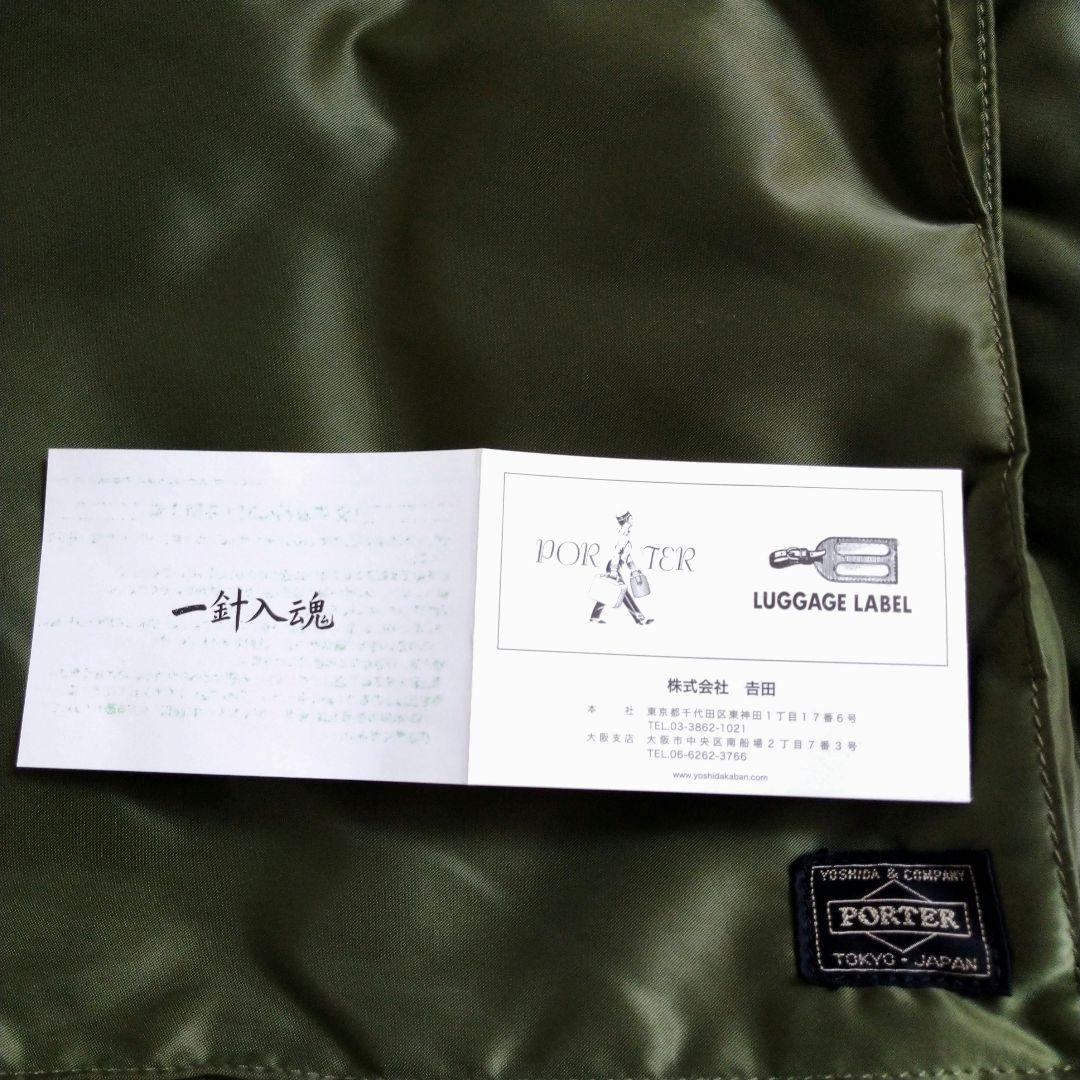 一針入魂
PORTER
LUGGAGE LABEL
株式会社 𠮷田
本 社 東京都千代田区東神田1丁目17番6号
TEL.03-3862-1021
大阪支店 大阪市中央区南船場2丁目7番3号
TEL.06-6262-3766
www.yoshidakaban.com
YOSHIDA & COMPANY
PORTER
TOKYO・JAPAN